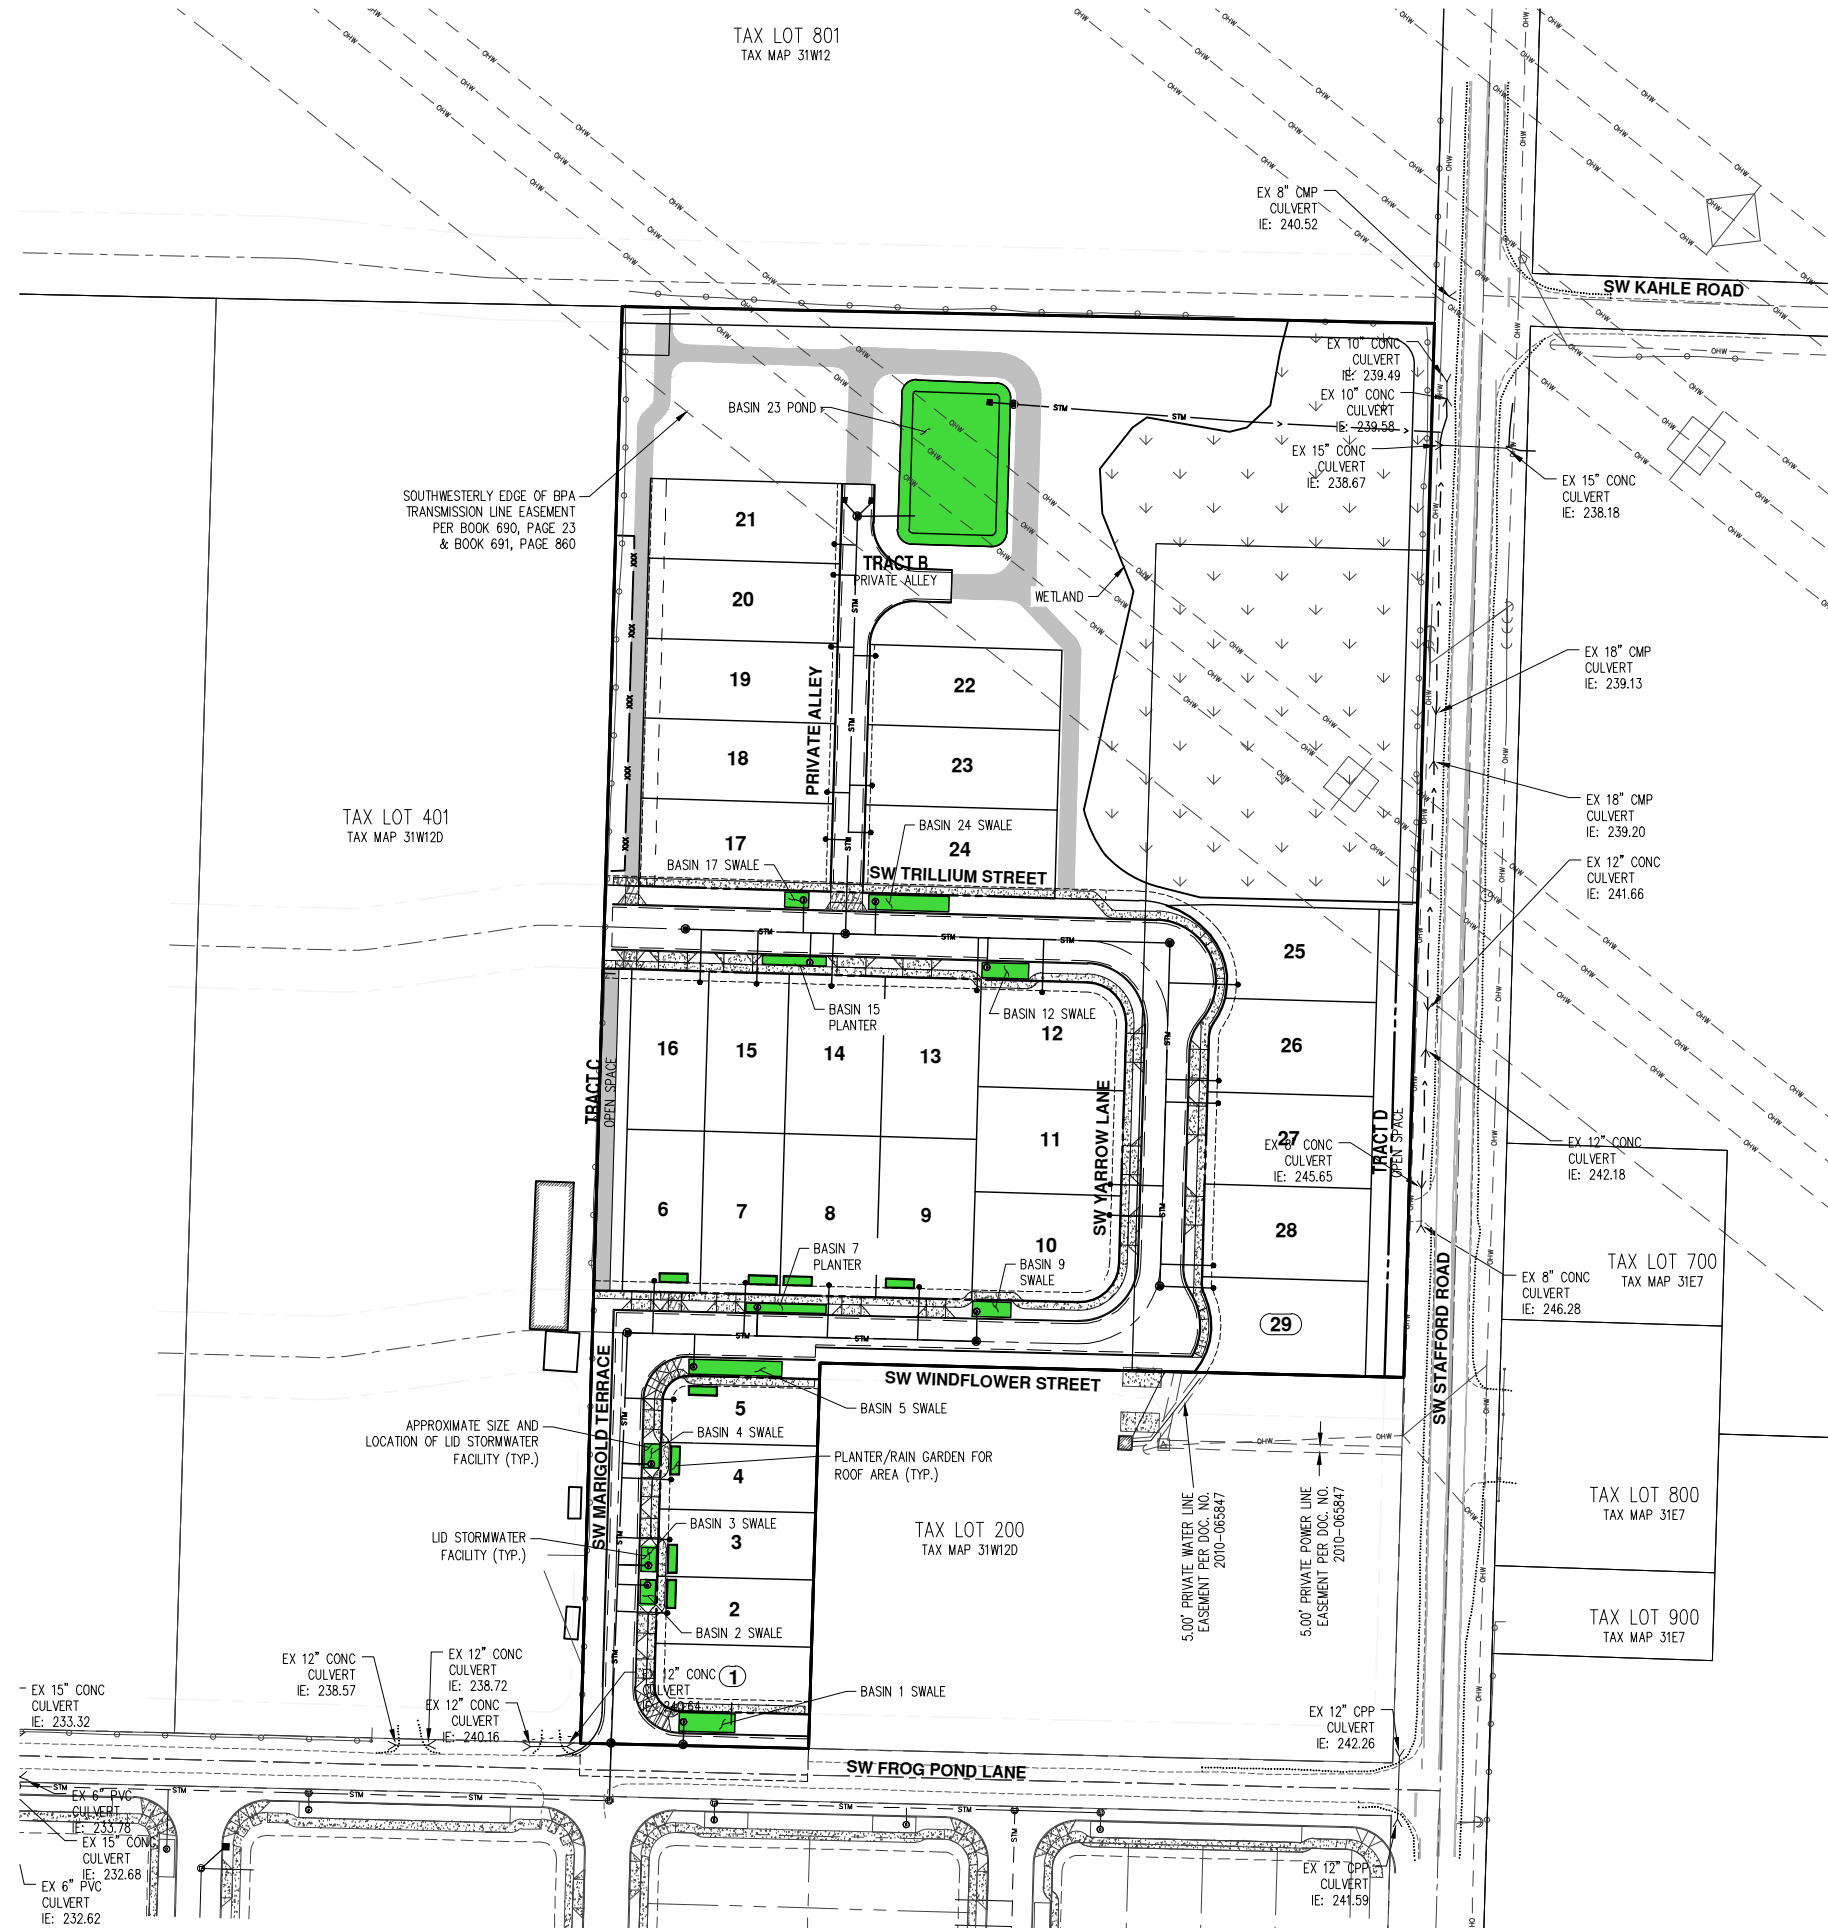 TAX LOT 801
TAX MAP 31W12
EX 8" CMP
CULVERT
IE: 240.52
SW KAHLE ROAD
EX 10" CONC
CULVERT
IE: 239.49
EX 10" CONC
CULVERT
IE: 239.58
EX 15" CONC
CULVERT
IE: 238.67
EX 15" CONC
CULVERT
IE: 238.18
BASIN 23 POND
SOUTHWESTERLY EDGE OF BPA
TRANSMISSION LINE EASEMENT
PER BOOK 690, PAGE 23
& BOOK 691, PAGE 860
STM
STM
21
TRACT B
PRIVATE ALLEY
WETLAND
20
19
22
18
23
PRIVATE ALLEY
17
24
EX 18" CMP
CULVERT
IE: 239.13
EX 18" CMP
CULVERT
IE: 239.20
EX 12" CONC
CULVERT
IE: 241.66
TAX LOT 401
TAX MAP 31W12D
BASIN 24 SWALE
BASIN 17 SWALE
SW TRILLIUM STREET
STM
STM
STM
25
BASIN 15
PLANTER
BASIN 12 SWALE
12
16
15
14
13
26
TRACT C
OPEN SPACE
11
SW YARROW LANE
27
EX 8" CONC
CULVERT
IE: 245.65
TRACT D
OPEN SPACE
EX 12" CONC
CULVERT
IE: 242.18
6
7
8
9
10
28
BASIN 7
PLANTER
BASIN 9
SWALE
SW STAFFORD ROAD
TAX LOT 700
TAX MAP 31E7
EX 8" CONC
CULVERT
IE: 246.28
29
STM
STM
SW WINDFLOWER STREET
SW MARIGOLD TERRACE
5
BASIN 5 SWALE
BASIN 4 SWALE
APPROXIMATE SIZE AND
LOCATION OF LID STORMWATER
FACILITY (TYP.)
4
PLANTER/RAIN GARDEN FOR
ROOF AREA (TYP.)
BASIN 3 SWALE
3
LID STORMWATER
FACILITY (TYP.)
TAX LOT 200
TAX MAP 31W12D
5.00' PRIVATE WATER LINE
EASEMENT PER DOC. NO.
2010-065847
5.00' PRIVATE POWER LINE
EASEMENT PER DOC. NO.
2010-065847
TAX LOT 800
TAX MAP 31E7
2
BASIN 2 SWALE
TAX LOT 900
TAX MAP 31E7
1
BASIN 1 SWALE
EX 12" CONC
CULVERT
IE: 238.57
EX 12" CONC
CULVERT
IE: 238.72
EX 12" CONC
CULVERT
IE: 240.16
EX 12" CONC
CULVERT
EX 15" CONC
CULVERT
IE: 233.32
EX 12" CPP
CULVERT
IE: 242.26
SW FROG POND LANE
STM
STM
STM
STM
EX 6" PVC
CULVERT
IE: 233.78
EX 15" CONC
CULVERT
IE: 232.68
EX 6" PVC
CULVERT
IE: 232.62
EX 12" CPP
CULVERT
IE: 241.59